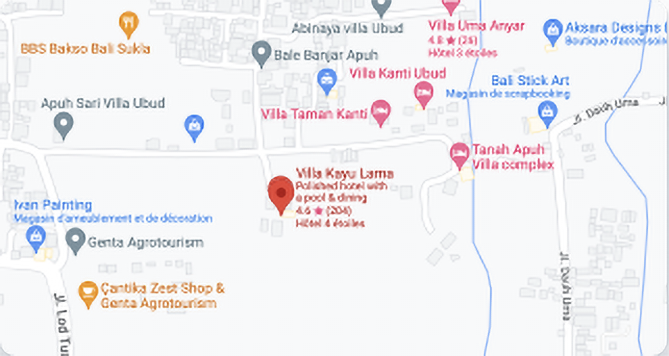 Abinaya villa Ubud
Villa Uma Anyar
4.8 ★ (26)
Hôtel 3 étoiles
Aksara Designs
Boutique d'accessoir
BBS Bakso Bali Sukla
Bale Banjar Apuh
Villa Kanti Ubud
Bali Stick Art
Magasin de scrapbooking
Apuh Sari Villa Ubud
Villa Taman Kanti
Jl. Dauh Uma
Tanah Apuh
Villa complex
Villa Kayu Lama
Polished hotel with
a pool & dining
4.6 ★ (204)
Hôtel 4 étoiles
Ivan Painting
Magasin d'ameublement et de décoration
Genta Agrotourism
Cantika Zest Shop &
Genta Agrotourism
Jl. Dauh Uma
Jl. Lod Tu